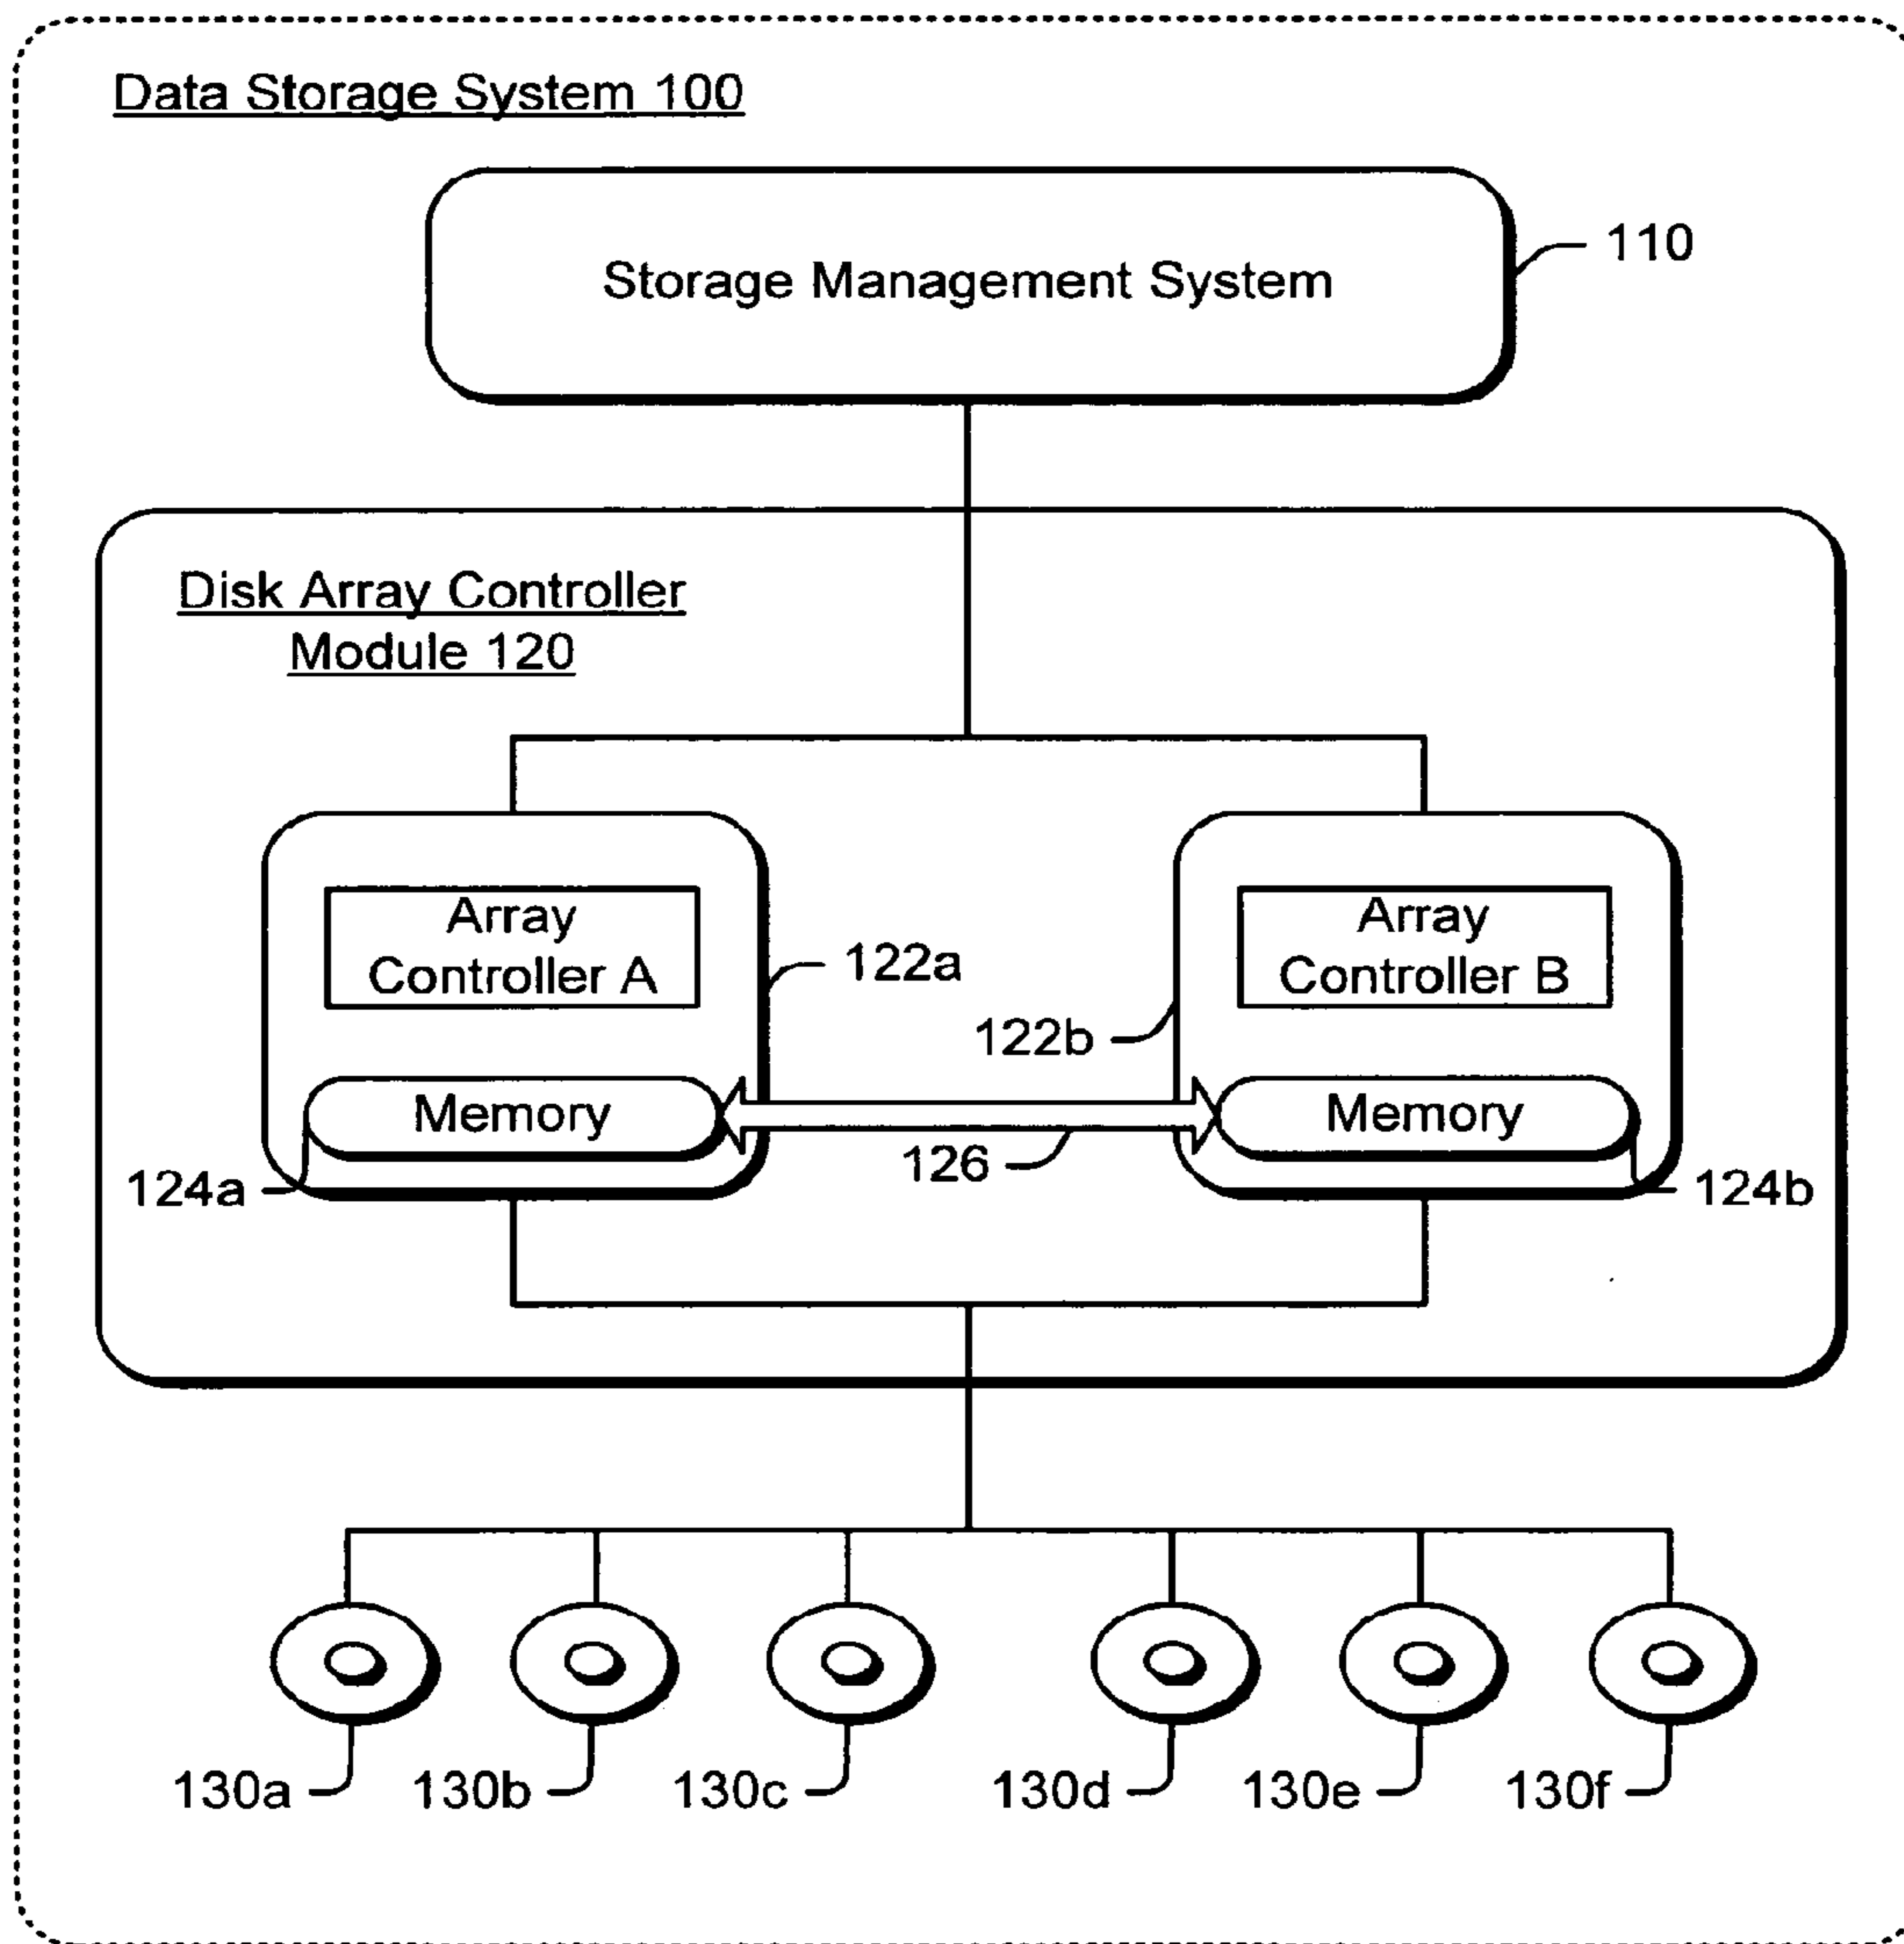 Data Storage System 100
Storage Management System
110
Disk Array Controller
Module 120
Array
Controller A
Array
Controller B
122a
122b
Memory
Memory
126
124a
124b
130a
130b
130c
130d
130e
130f